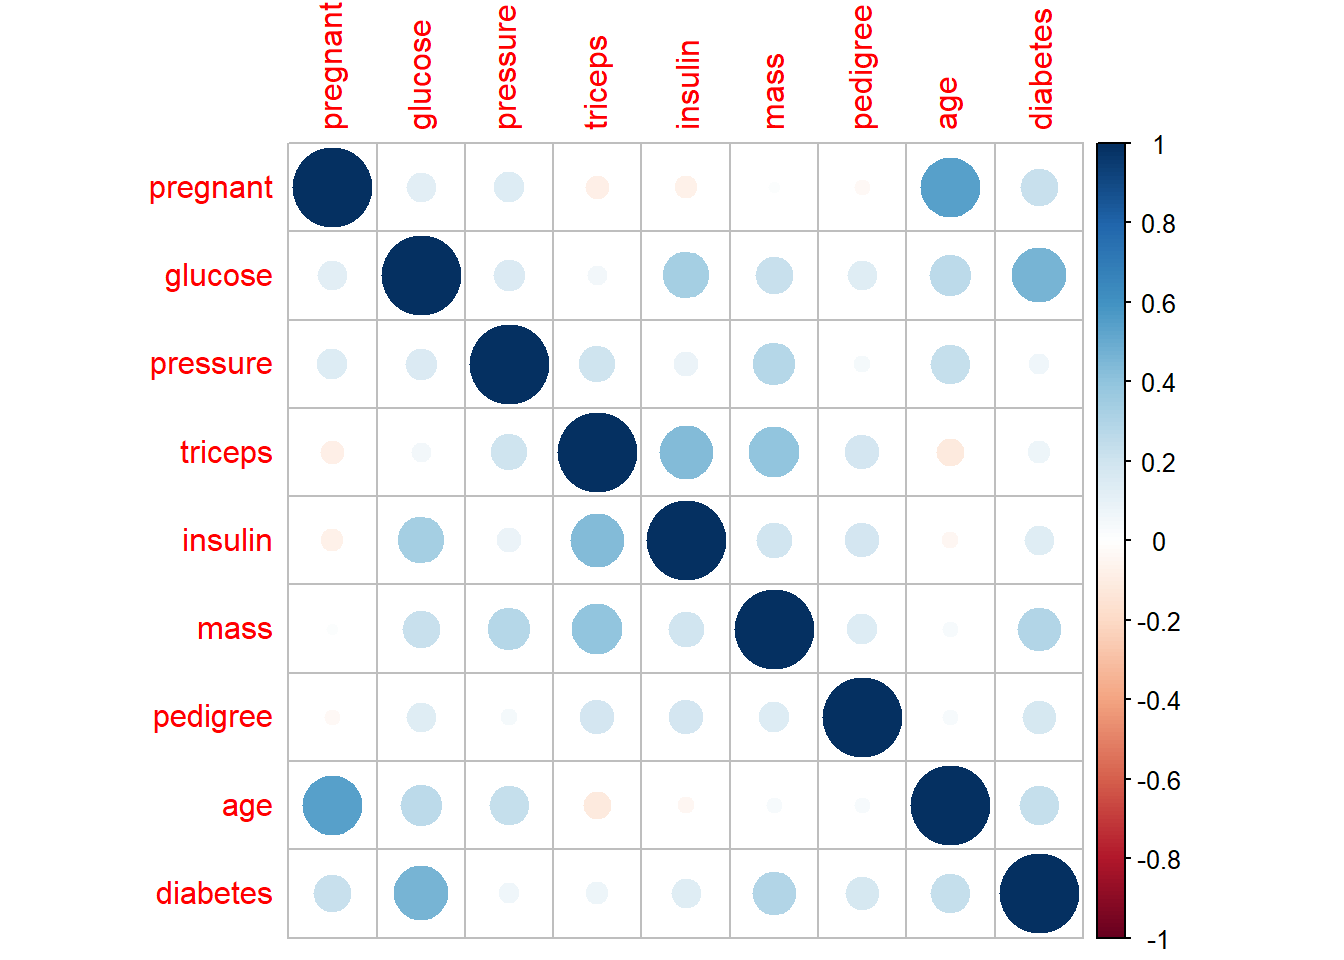 pregnant
glucose
pressure
triceps
insulin
mass
pedigree
age
diabetes
pregnant
glucose
pressure
triceps
insulin
mass
pedigree
age
diabetes
1
0.8
0.6
0.4
0.2
0
-0.2
-0.4
-0.6
-0.8
-1